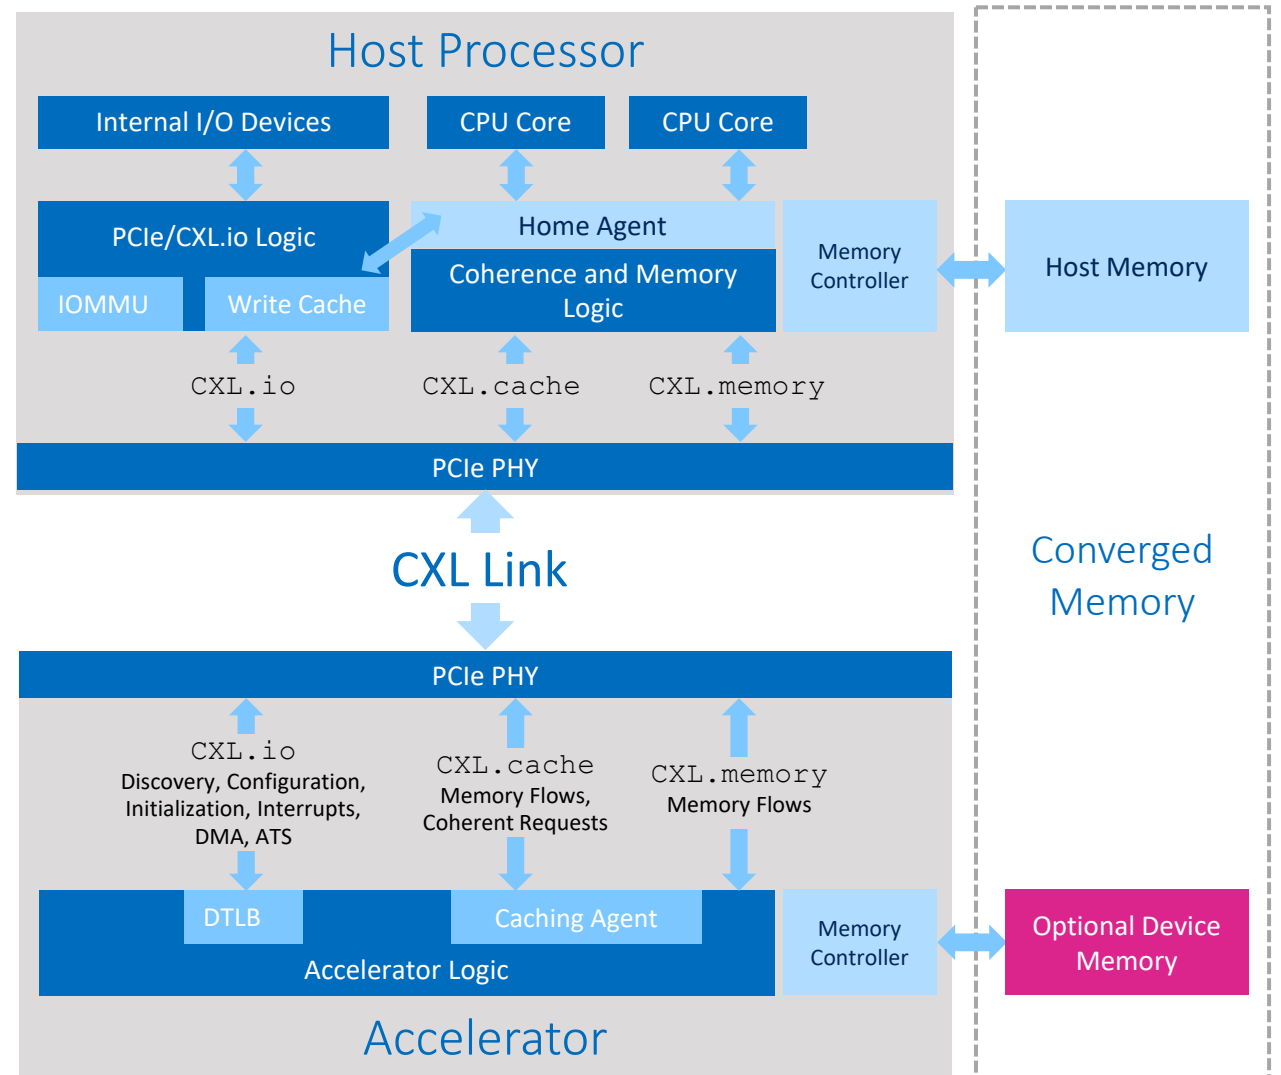 Host Processor
Internal I/O Devices
CPU Core
CPU Core
PCIe/CXL.io Logic
IOMMU
Write Cache
Home Agent
Coherence and Memory
Logic
Memory
Controller
Host Memory
CXL.io
CXL.cache
CXL.memory
PCIe PHY
CXL Link
Converged
Memory
PCIe PHY
CXL.io
Discovery, Configuration,
Initialization, Interrupts,
DMA, ATS
CXL.cache
Memory Flows,
Coherent Requests
CXL.memory
Memory Flows
DTLB
Caching Agent
Accelerator Logic
Memory
Controller
Optional Device
Memory
Accelerator